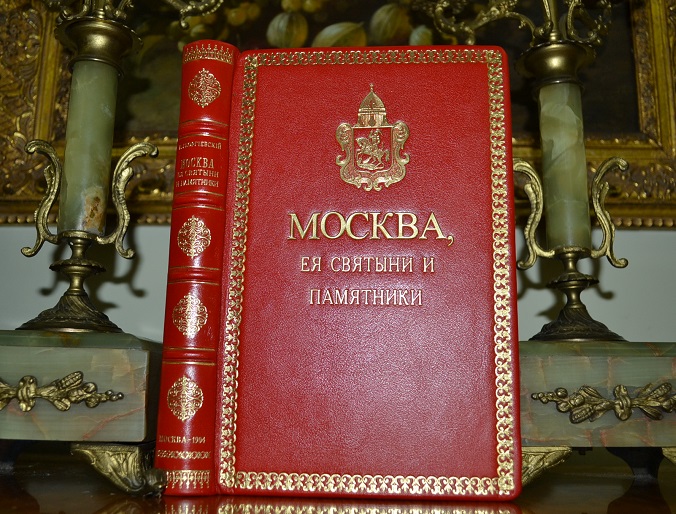 МОСКВА
ЕЯ СВЯТЫНИ
И ПАМЯТНИКИ
МОСКВА-1904
МОСКВА,
ЕЯ СВЯТЫНИ И
ПАМЯТНИКИ